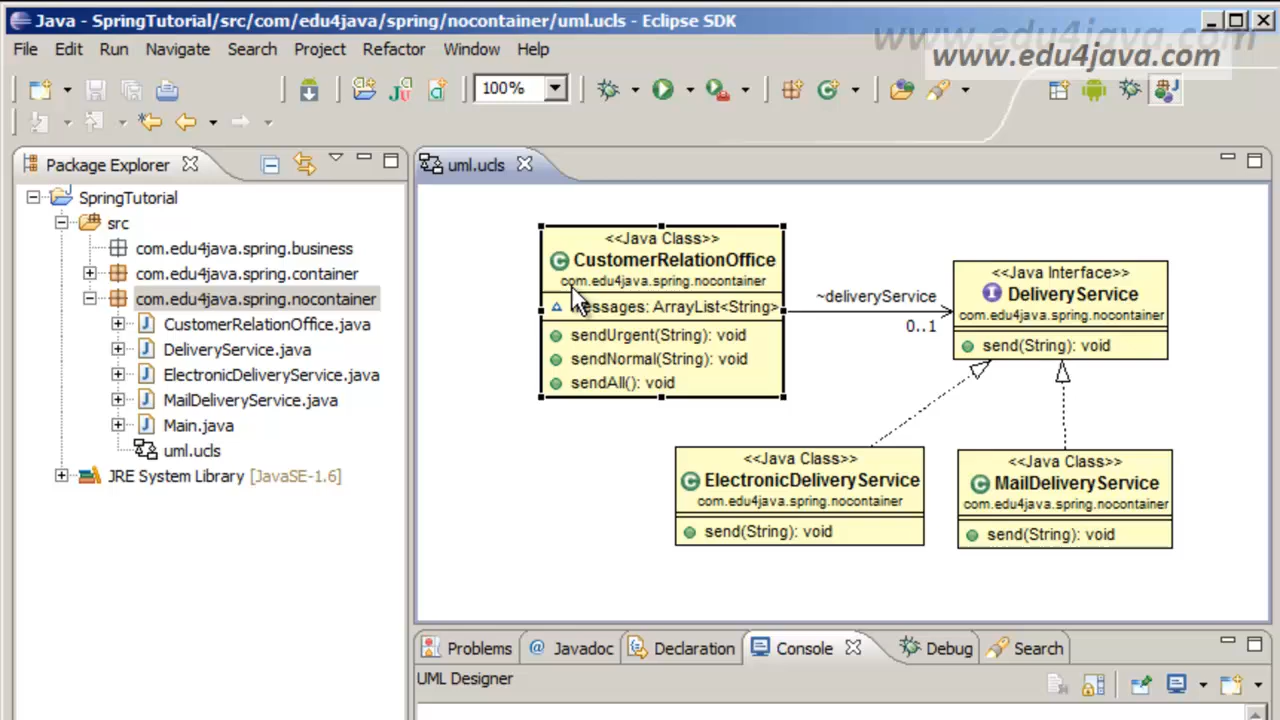 Java - SpringTutorial/src/com/edu4java/spring/nocontainer/uml.ucls - Eclipse SDK
File Edit Run Navigate Search Project Refactor Window Help
www.edu4java.com
www.edu4java.com
100%
Package Explorer
SpringTutorial
src
com.edu4java.spring.business
com.edu4java.spring.container
com.edu4java.spring.nocontainer
CustomerRelationOffice.java
DeliveryService.java
ElectronicDeliveryService.java
MailDeliveryService.java
Main.java
uml.ucls
JRE System Library [JavaSE-1.6]
uml.ucls
<<Java Class>>
CustomerRelationOffice
com.edu4java.spring.nocontainer
messages: ArrayList<String>
sendUrgent(String): void
sendNormal(String): void
sendAll(): void
~deliveryService
0..1
<<Java Interface>>
DeliveryService
com.edu4java.spring.nocontainer
send(String): void
<<Java Class>>
ElectronicDeliveryService
com.edu4java.spring.nocontainer
send(String): void
<<Java Class>>
MailDeliveryService
com.edu4java.spring.nocontainer
send(String): void
Problems @ Javadoc Declaration Console Debug Search
UML Designer